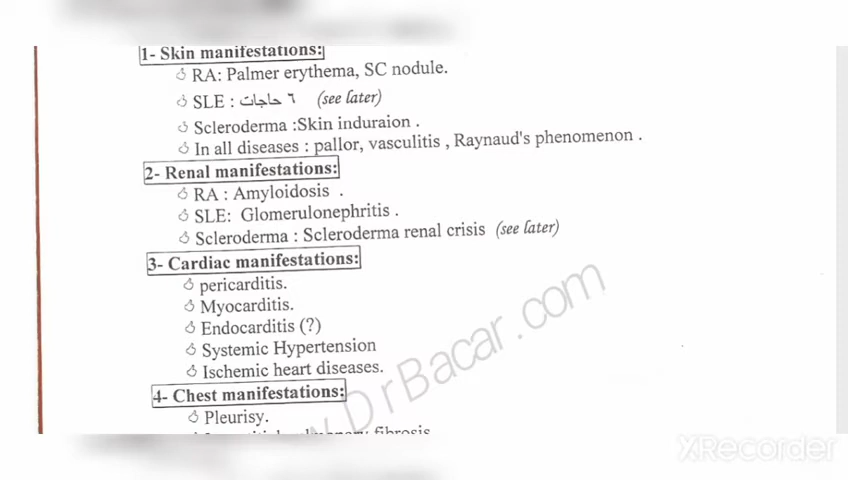 1- Skin manifestations:
RA: Palmer erythema, SC nodule.
SLE : ٦ حاجات (see later)
Scleroderma :Skin induraion .
In all diseases : pallor, vasculitis , Raynaud's phenomenon .
2- Renal manifestations:
RA : Amyloidosis .
SLE: Glomerulonephritis .
Scleroderma : Scleroderma renal crisis (see later)
3- Cardiac manifestations:
pericarditis.
Myocarditis.
Endocarditis (?)
Systemic Hypertension
Ischemic heart diseases.
4- Chest manifestations:
Pleurisy.
fibrosis
DrBacar.com
XRecorder